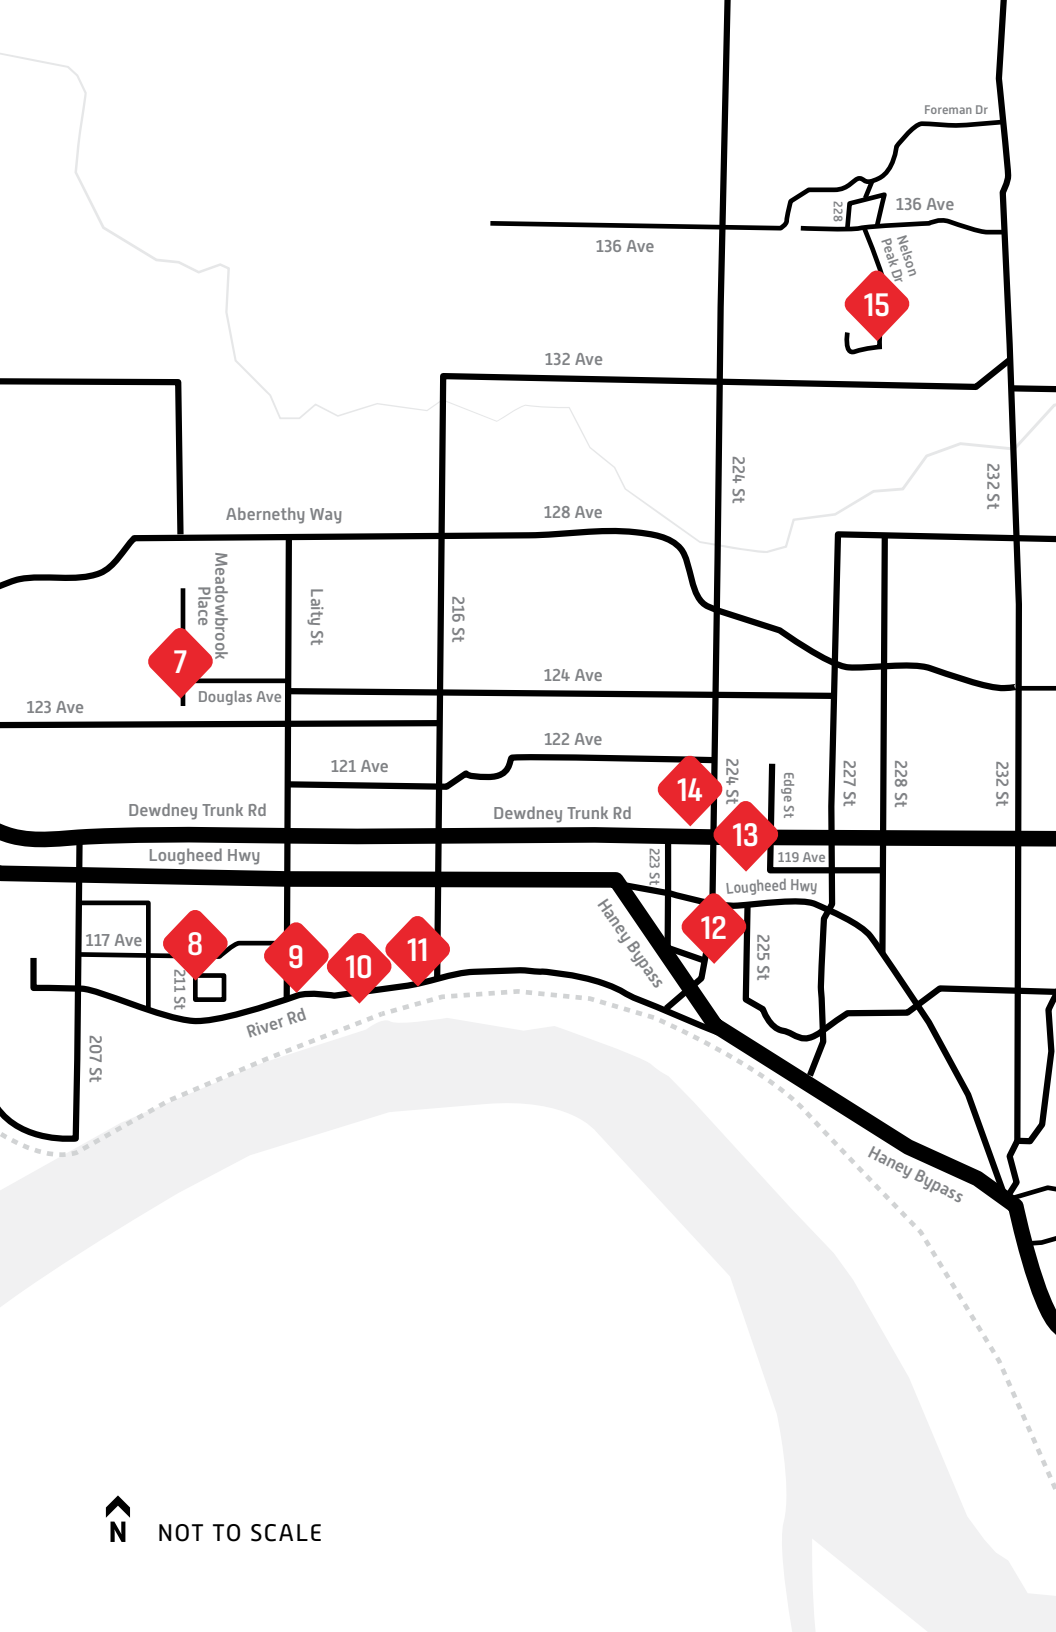 Foreman Dr
228
136 Ave
136 Ave
Nelson
Peak Dr
15
132 Ave
224 St
232 St
Abernethy Way
128 Ave
Meadowbrook
Place
Laity St
216 St
7
124 Ave
Douglas Ave
123 Ave
122 Ave
121 Ave
14
224 St
Edge St
227 St
228 St
232 St
Dewdney Trunk Rd
Dewdney Trunk Rd
13
Lougheed Hwy
223 St
119 Ave
Lougheed Hwy
Haney Bypass
12
117 Ave
8
9
10
11
225 St
211 St
River Rd
207 St
Haney Bypass
N
NOT TO SCALE